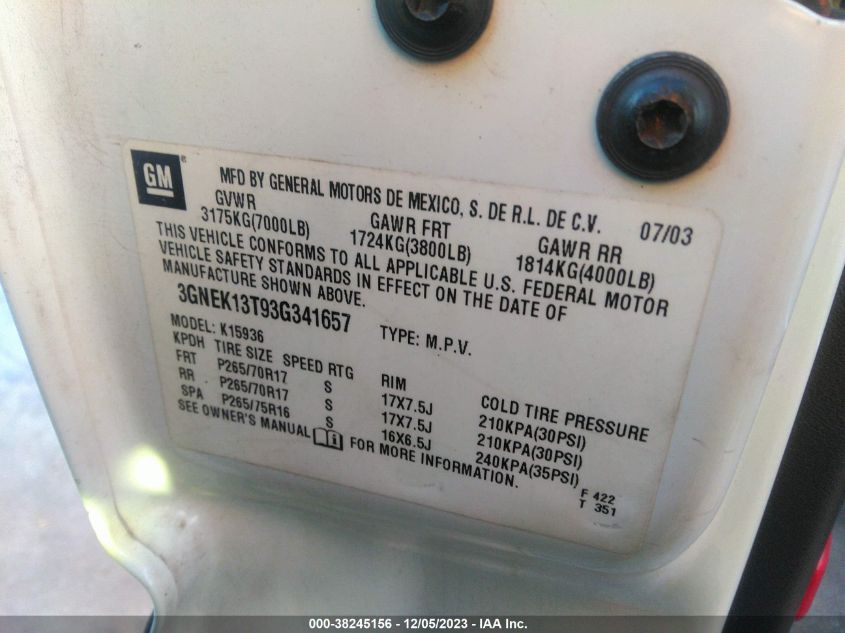 GM
MFD BY GENERAL MOTORS DE MEXICO, S. DE R.L. DE C.V. 07/03
GVWR GAWR FRT GAWR RR
3175KG(7000LB) 1724KG(3800LB) 1814KG(4000LB)
THIS VEHICLE CONFORMS TO ALL APPLICABLE U.S. FEDERAL MOTOR
VEHICLE SAFETY STANDARDS IN EFFECT ON THE DATE OF
MANUFACTURE SHOWN ABOVE.
3GNEK13T93G341657 TYPE: M.P.V.
MODEL: K15936
KPDH TIRE SIZE SPEED RTG RIM COLD TIRE PRESSURE
FRT P265/70R17 S 17X7.5J 210KPA(30PSI)
RR P265/70R17 S 17X7.5J 210KPA(30PSI)
SPA P265/75R16 S 16X6.5J 240KPA(35PSI)
SEE OWNER'S MANUAL FOR MORE INFORMATION.
F 422
T 351
000-38245156 - 12/05/2023 - IAA Inc.